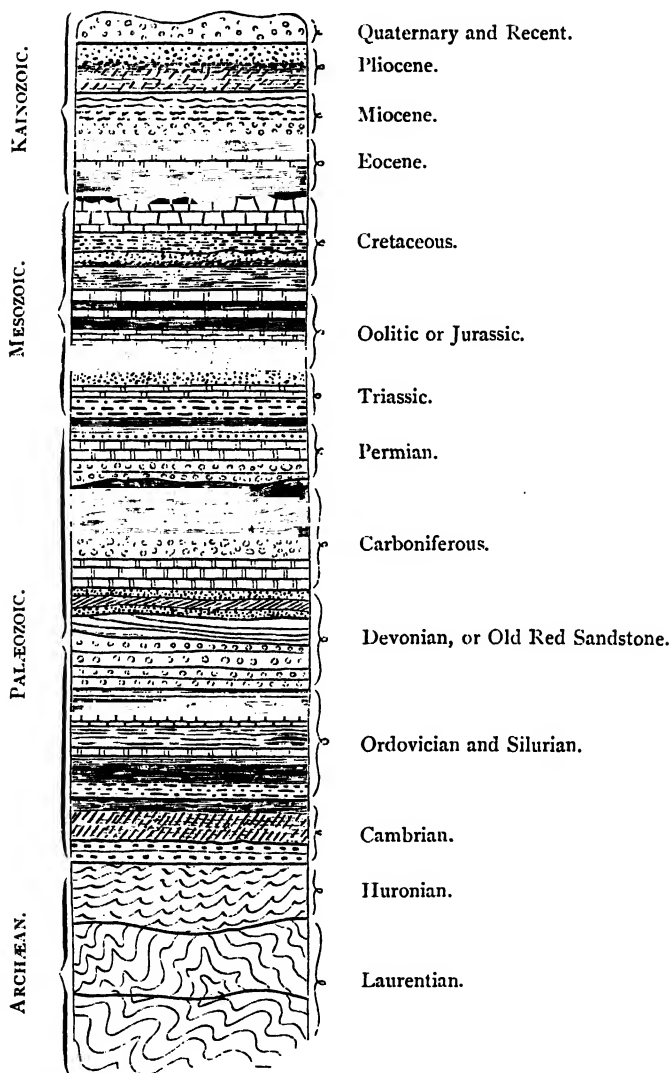 KAINOZOIC.
Quaternary and Recent.
Pliocene.
Miocene.
Eocene.
MESOZOIC.
Cretaceous.
Oolitic or Jurassic.
Triassic.
PALÆOZOIC.
Permian.
Carboniferous.
Devonian, or Old Red Sandstone.
Ordovician and Silurian.
Cambrian.
ARCHÆAN.
Huronian.
Laurentian.